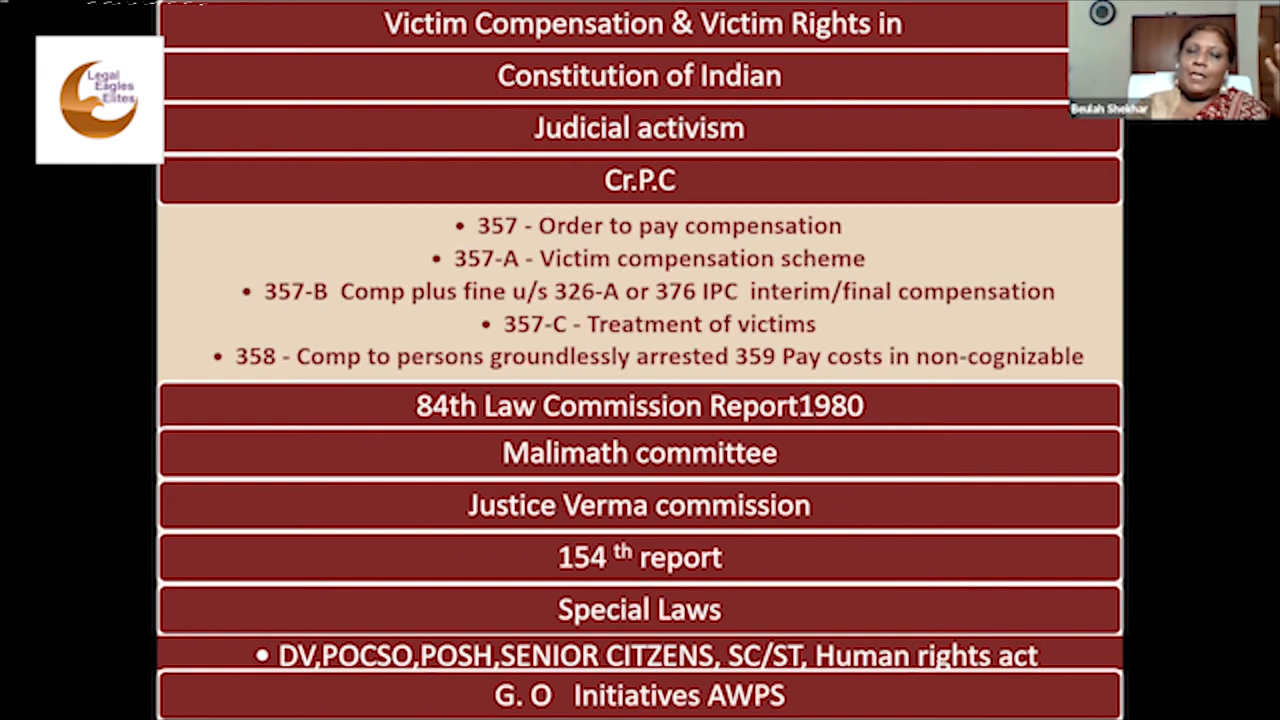 Victim Compensation & Victim Rights in
Legal
Eagles
Elites
Beulah Shekhar
Constitution of Indian
Judicial activism
Cr.P.C
• 357 - Order to pay compensation
• 357-A - Victim compensation scheme
• 357-B Comp plus fine u/s 326-A or 376 IPC interim/final compensation
• 357-C - Treatment of victims
• 358 - Comp to persons groundlessly arrested 359 Pay costs in non-cognizable
84th Law Commission Report1980
Malimath committee
Justice Verma commission
154 th report
Special Laws
• DV,POCSO,POSH,SENIOR CITZENS, SC/ST, Human rights act
G. O Initiatives AWPS